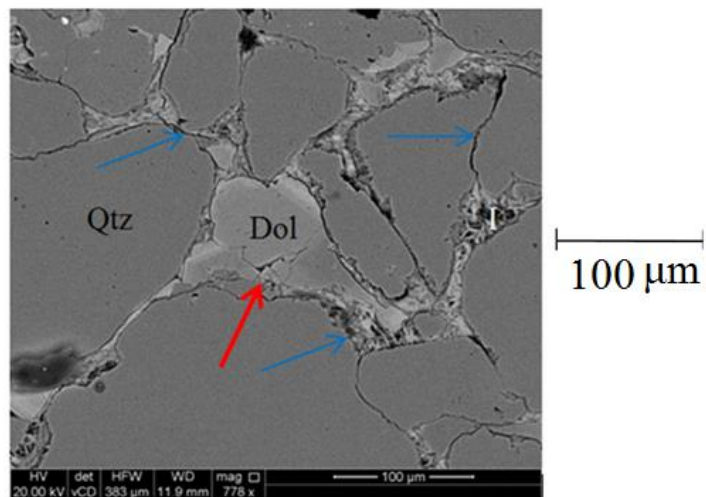 Qtz
Dol
I
100 µm
HV det HFW WD mag □ 100 µm
20.00 kV vCD 383 µm 11.9 mm 778 x